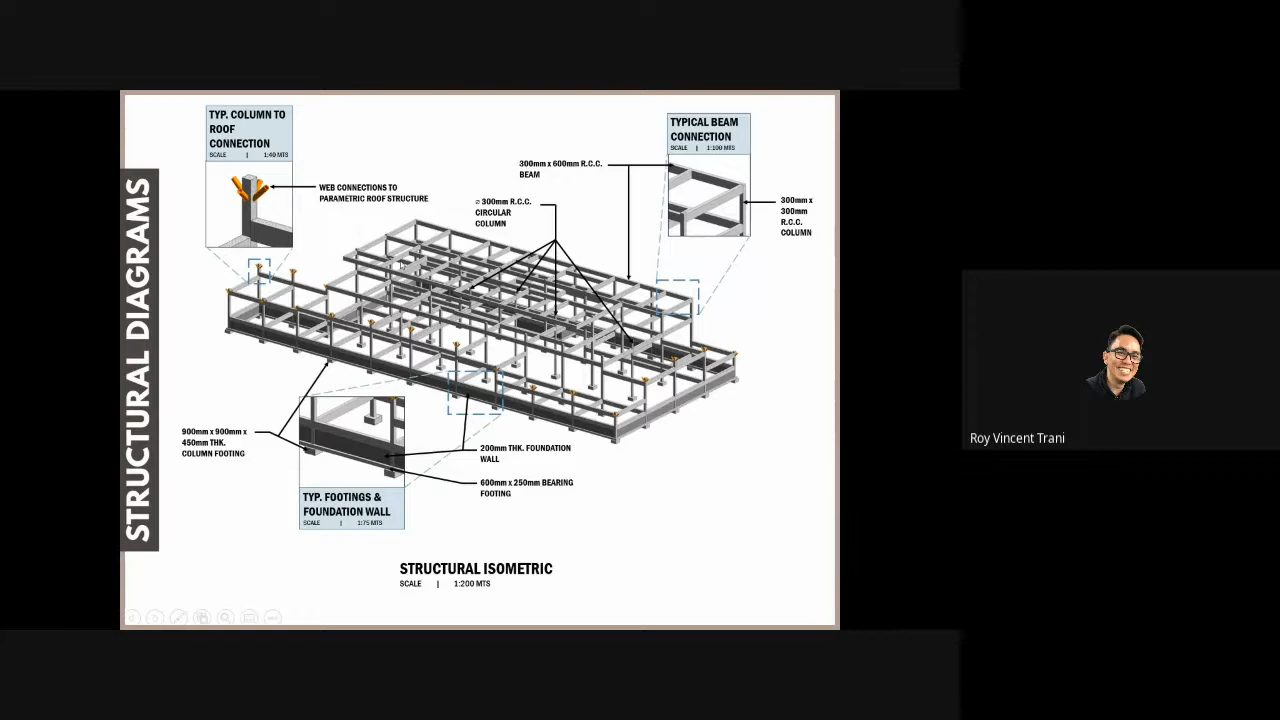 STRUCTURAL DIAGRAMS
TYP. COLUMN TO
ROOF
CONNECTION
SCALE | 1:40 MTS
WEB CONNECTIONS TO
PARAMETRIC ROOF STRUCTURE
300mm x 600mm R.C.C.
BEAM
⌀ 300mm R.C.C.
CIRCULAR
COLUMN
TYPICAL BEAM
CONNECTION
SCALE | 1:100 MTS
300mm x
300mm
R.C.C.
COLUMN
900mm x 900mm x
450mm THK.
COLUMN FOOTING
200mm THK. FOUNDATION
WALL
600mm x 250mm BEARING
FOOTING
TYP. FOOTINGS &
FOUNDATION WALL
SCALE | 1:75 MTS
STRUCTURAL ISOMETRIC
SCALE | 1:200 MTS
Roy Vincent Trani